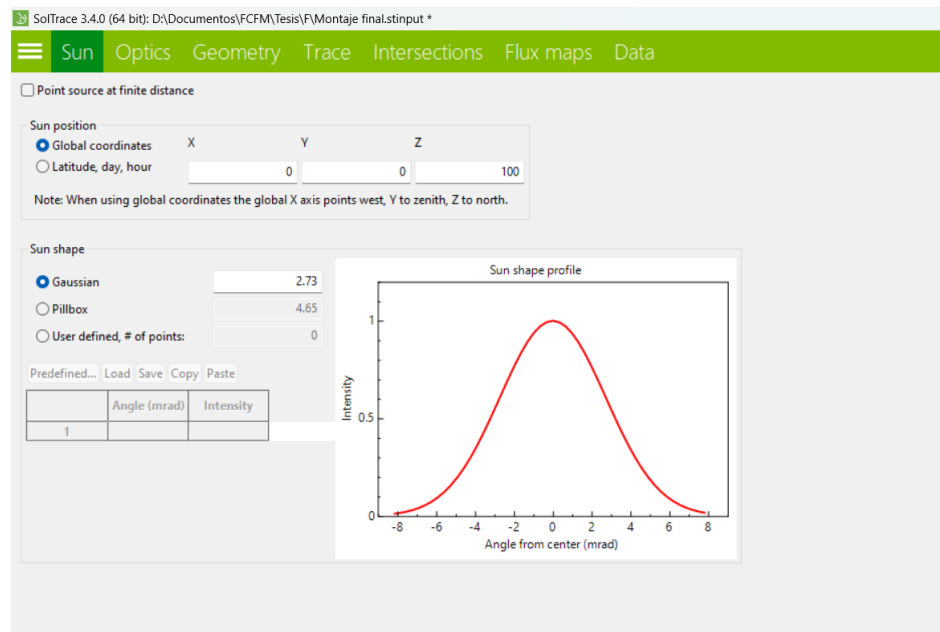 SolTrace 3.4.0 (64 bit): D:\Documentos\FCFM\Tesis\F\Montaje final.stinput *
Sun Optics Geometry Trace Intersections Flux maps Data
Point source at finite distance
Sun position
Global coordinates X Y Z
Latitude, day, hour 0 0 100
Note: When using global coordinates the global X axis points west, Y to zenith, Z to north.
Sun shape
Gaussian 2.73
Pillbox 4.65
User defined, # of points: 0
Predefined... Load Save Copy Paste
Angle (mrad) Intensity
1
Sun shape profile
1
0.5
0
Intensity
-8 -6 -4 -2 0 2 4 6 8
Angle from center (mrad)